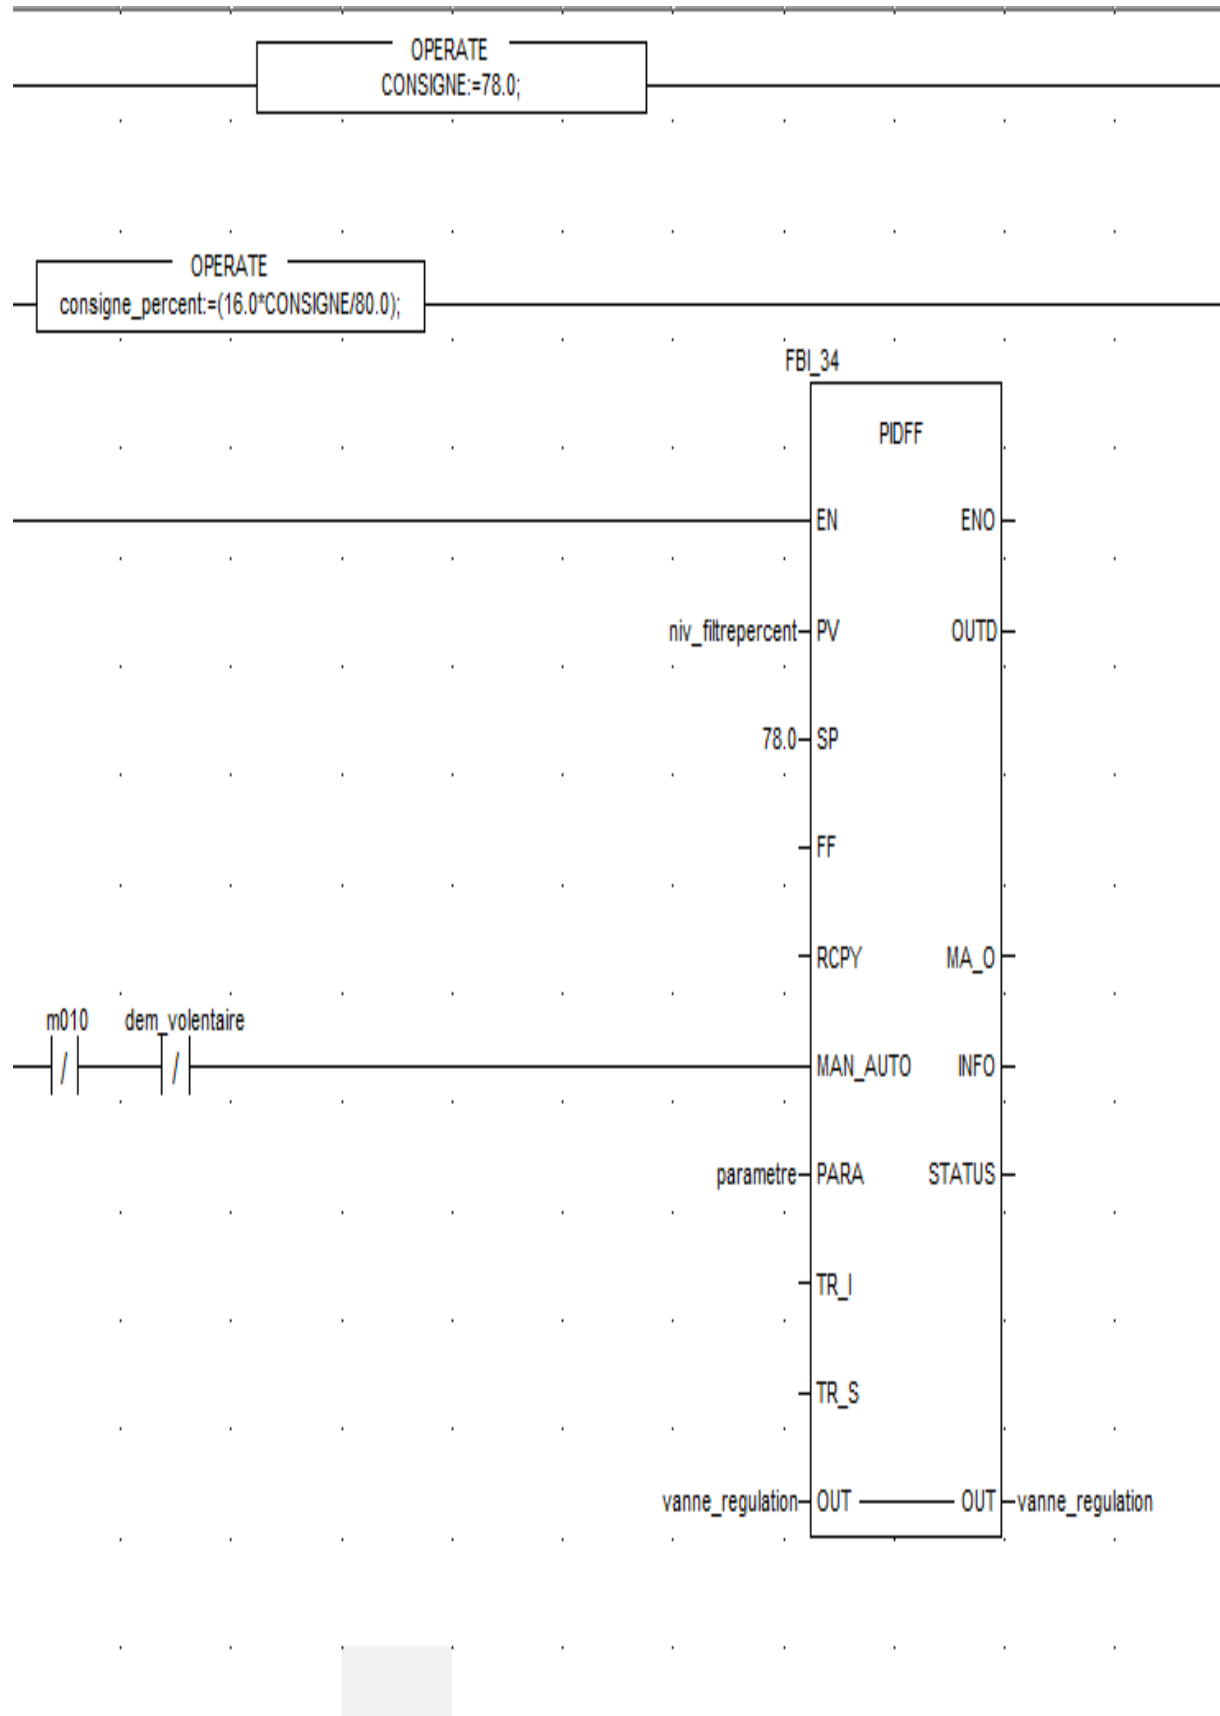 OPERATE
CONSIGNE:=78.0;
OPERATE
consigne_percent:=(16.0*CONSIGNE/80.0);
FBI_34
PIDFF
EN ENO
niv_filtrepercent PV OUTD
78.0 SP
FF
RCPY MA_O
m010 dem_volentaire
/ / MAN_AUTO INFO
parametre PARA STATUS
TR_I
TR_S
vanne_regulation OUT OUT vanne_regulation